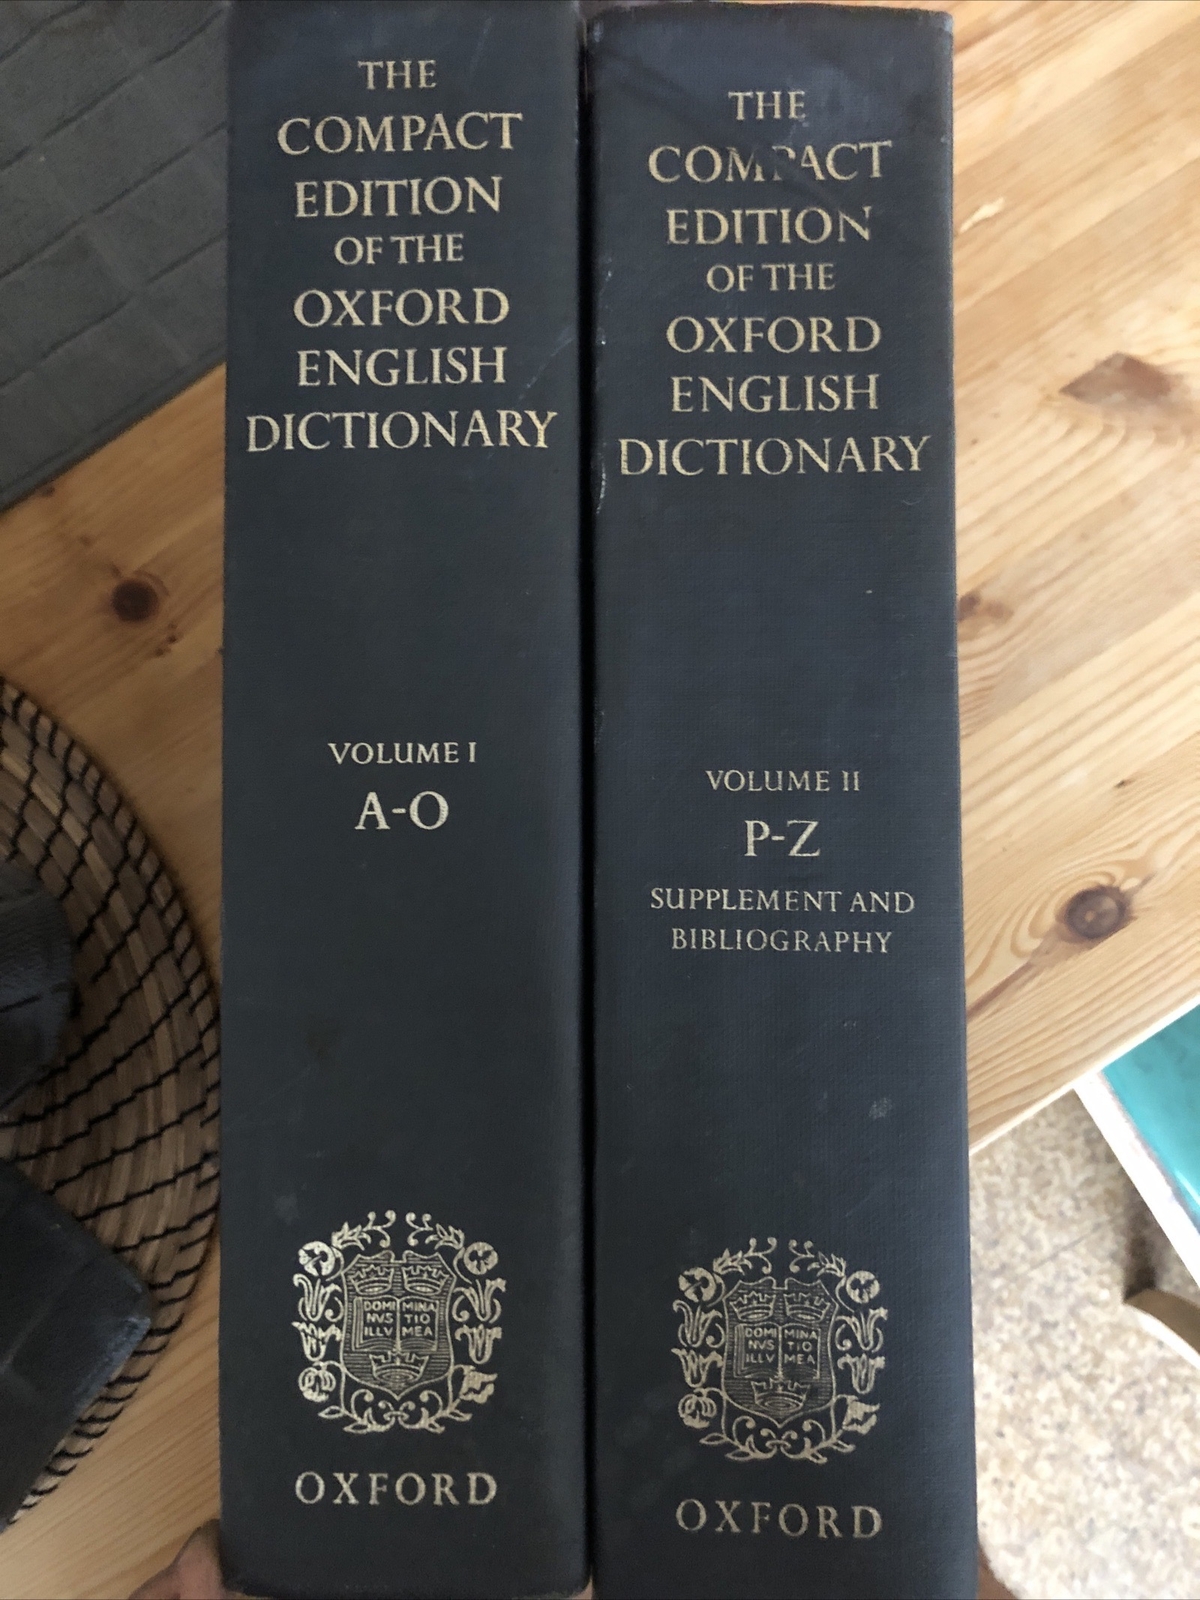 THE
COMPACT
EDITION
OF THE
OXFORD
ENGLISH
DICTIONARY
VOLUME I
A-O
DOMI MINA
NVS TIO
ILLV MEA
OXFORD
THE
COMPACT
EDITION
OF THE
OXFORD
ENGLISH
DICTIONARY
VOLUME II
P-Z
SUPPLEMENT AND
BIBLIOGRAPHY
DOMI MINA
NVS TIO
ILLV MEA
OXFORD